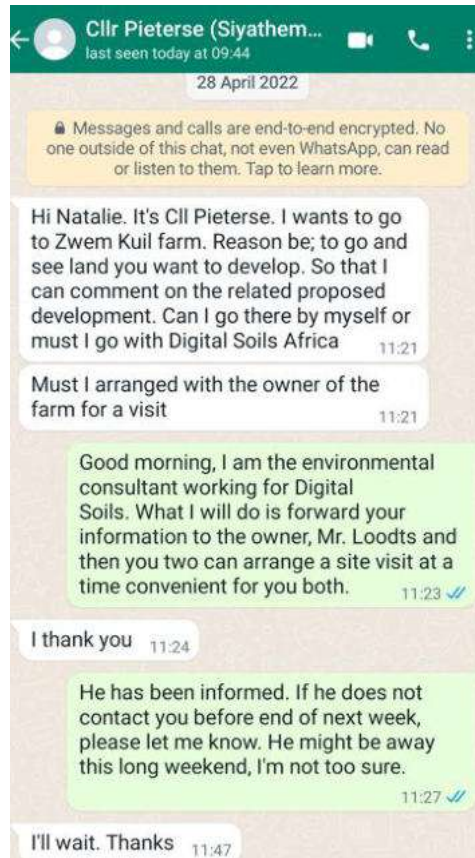 Cllr Pieterse (Siyathem...
last seen today at 09:44
28 April 2022
Messages and calls are end-to-end encrypted. No
one outside of this chat, not even WhatsApp, can read
or listen to them. Tap to learn more.
Hi Natalie. It's Cll Pieterse. I wants to go
to Zwem Kuil farm. Reason be; to go and
see land you want to develop. So that I
can comment on the related proposed
development. Can I go there by myself or
must I go with Digital Soils Africa
11:21
Must I arranged with the owner of the
farm for a visit
11:21
Good morning, I am the environmental
consultant working for Digital
Soils. What I will do is forward your
information to the owner, Mr. Loodts and
then you two can arrange a site visit at a
time convenient for you both.
11:23
I thank you
11:24
He has been informed. If he does not
contact you before end of next week,
please let me know. He might be away
this long weekend, I'm not too sure.
11:27
I'll wait. Thanks
11:47